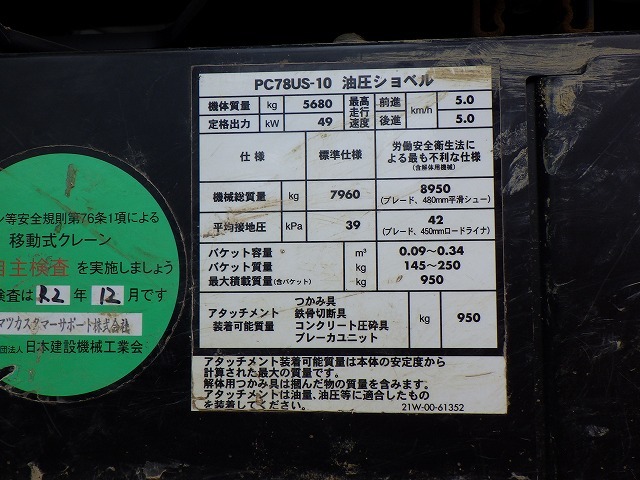 PC78US-10 油圧ショベル
機体質量 kg 5680 最高走行速度 前進 km/h 5.0
定格出力 kW 49 後進 5.0
仕様 標準仕様 労働安全衛生法による最も不利な仕様
(含解体用機械)
機械総質量 kg 7960 8950
(ブレード、480mm平滑シュー)
平均接地圧 kPa 39 42
(ブレード、450mmロードライナ)
バケット容量 m³ 0.09~0.34
バケット質量 kg 145~250
最大積載質量(含バケット) kg 950
アタッチメント装着可能質量
つかみ具
鉄骨切断具
コンクリート圧砕具
ブレーカユニット
kg 950
アタッチメント装着可能質量は本体の安定度から
計算された最大の質量です。
解体用つかみ具は掴んだ物の質量を含みます。
アタッチメントは油量、油圧等に適合したもの
を装着してください。
21W-00-61352
ン等安全規則第76条1項による
移動式クレーン
自主検査を実施しましょう
検査は R2 年 12 月です
マツカスタマーサポート株式会社
団法人 日本建設機械工業会